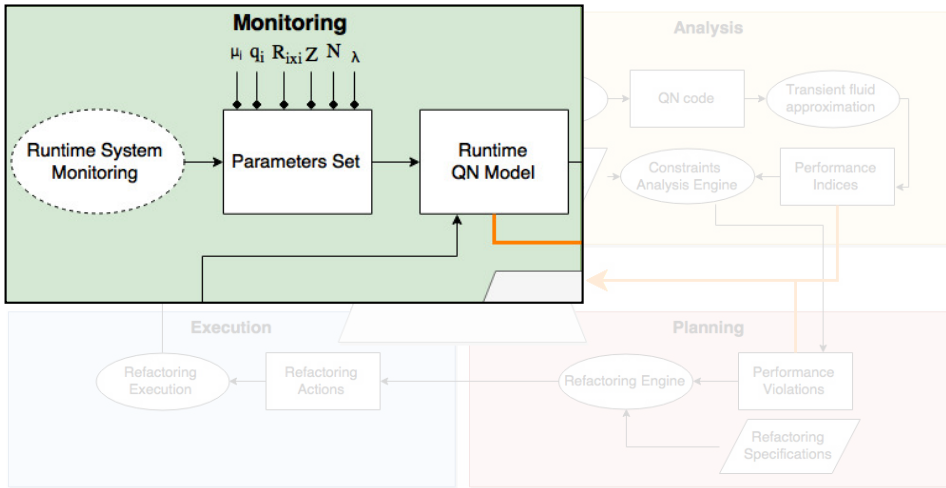 Monitoring
μi qi Rixi Z N λ
Runtime System
Monitoring
Parameters Set
Runtime
QN Model
Analysis
QN code
Transient fluid
approximation
Constraints
Analysis Engine
Performance
Indices
Execution
Refactoring
Execution
Refactoring
Actions
Planning
Refactoring Engine
Performance
Violations
Refactoring
Specifications